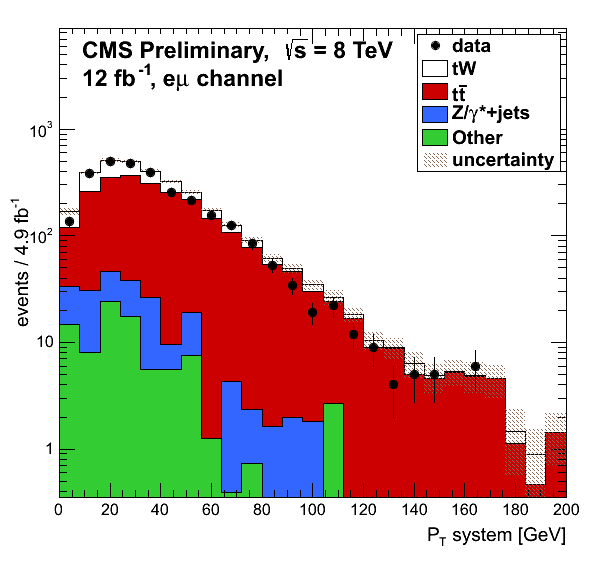 CMS Preliminary, √s = 8 TeV
12 fb-1, eμ channel
data
tW
tt̄
Z/γ*+jets
Other
uncertainty
events / 4.9 fb-1
10³
10²
10
1
0 20 40 60 80 100 120 140 160 180 200
P_T system [GeV]